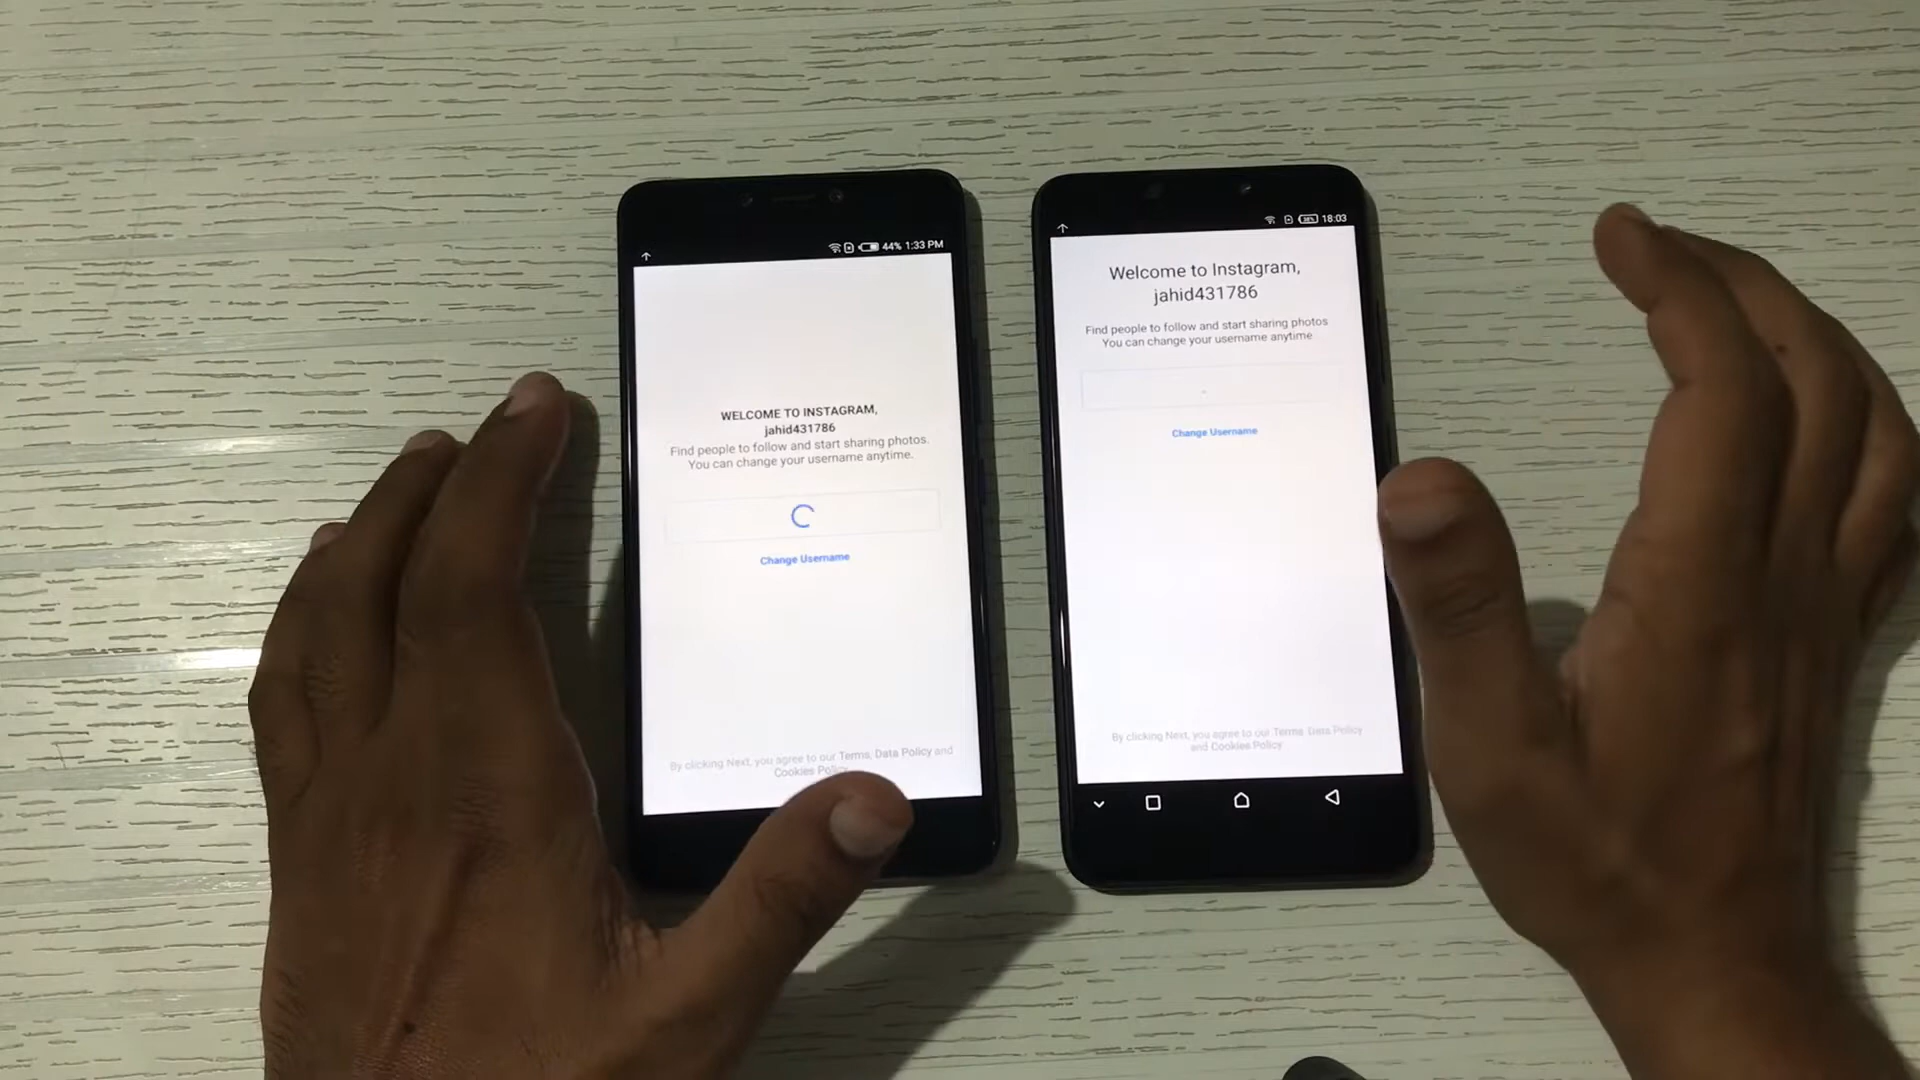 44% 1:33 PM
WELCOME TO INSTAGRAM,
jahid431786
Find people to follow and start sharing photos.
You can change your username anytime.
Change Username
By clicking Next, you agree to our Terms, Data Policy and
Cookies Policy
18:03
Welcome to Instagram,
jahid431786
Find people to follow and start sharing photos
You can change your username anytime
Change Username
By clicking Next, you agree to our Terms, Data Policy
and Cookies Policy